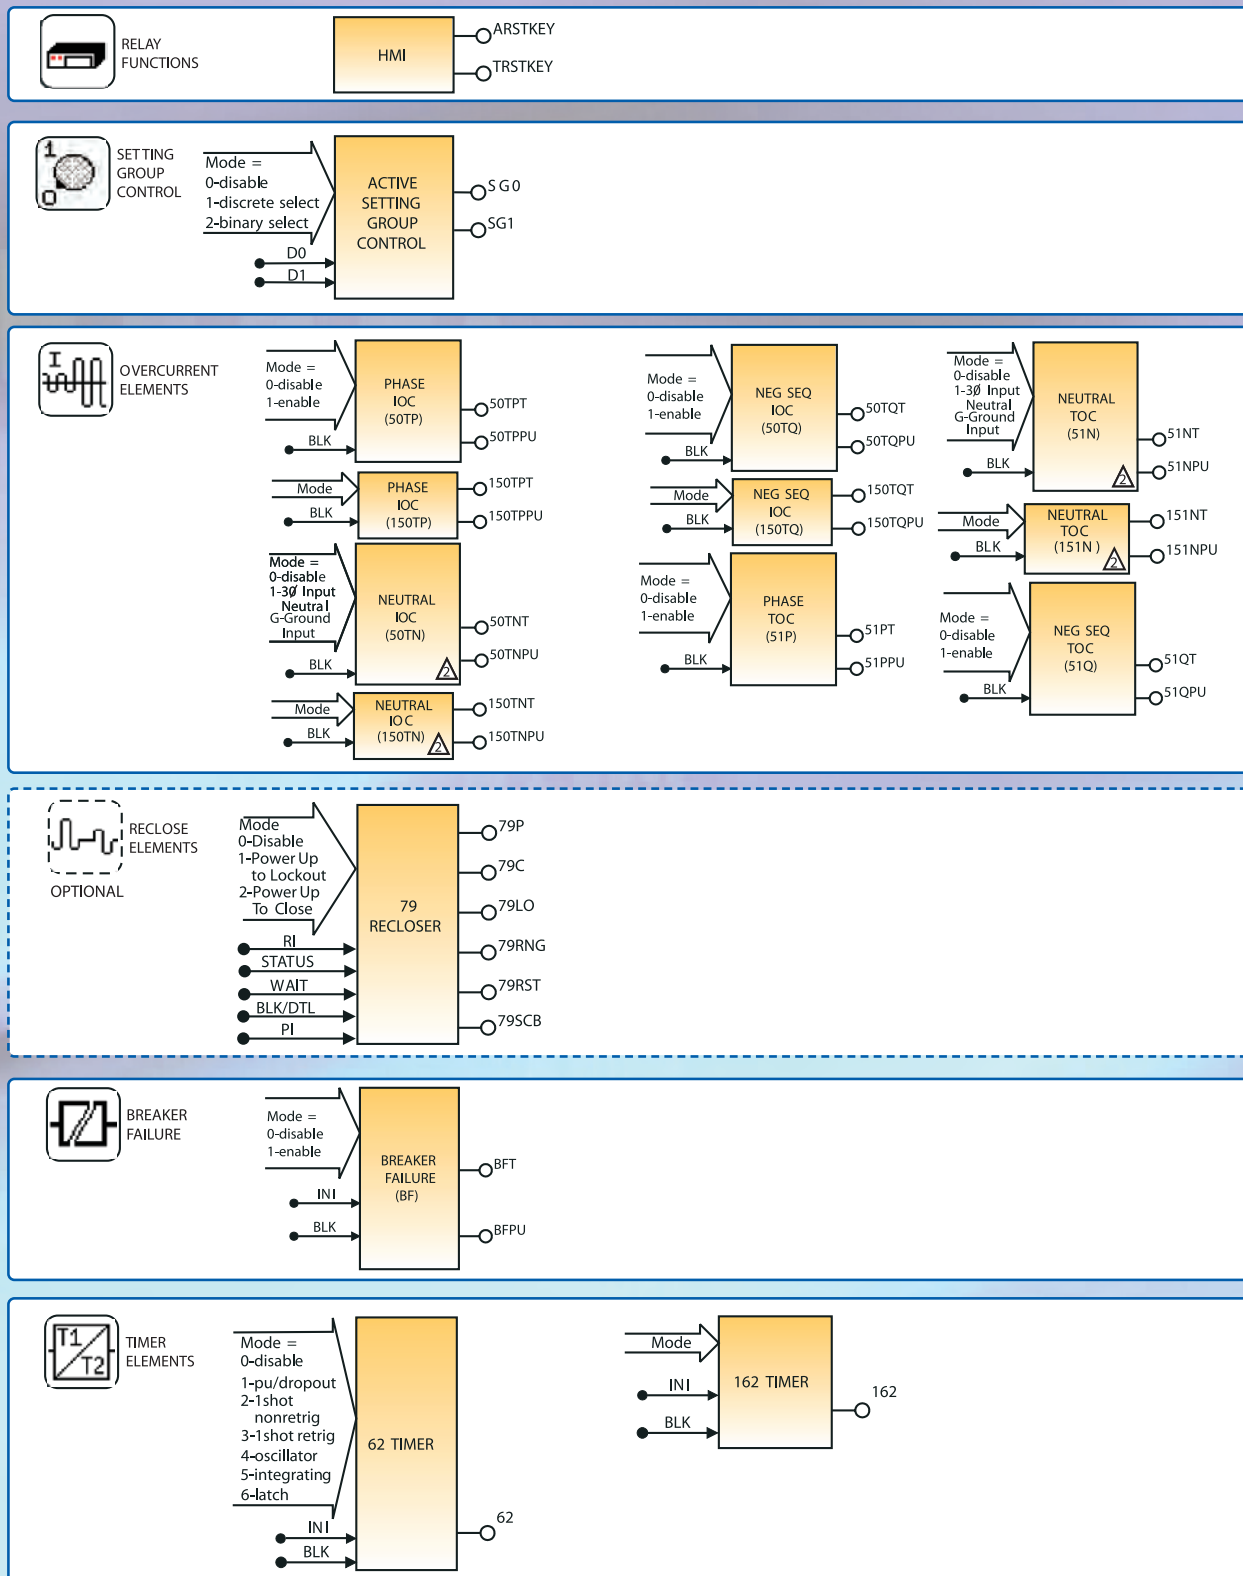 RELAY
FUNCTIONS
HMI
ARSTKEY
TRSTKEY
1
0
SETTING
GROUP
CONTROL
Mode =
0-disable
1-discrete select
2-binary select
D0
D1
ACTIVE
SETTING
GROUP
CONTROL
SG0
SG1
I
OVERCURRENT
ELEMENTS
Mode =
0-disable
1-enable
BLK
PHASE
IOC
(50TP)
50TPT
50TPPU
Mode
BLK
PHASE
IOC
(150TP)
150TPT
150TPPU
Mode =
0-disable
1-3Ø Input
Neutral
G-Ground
Input
BLK
NEUTRAL
IOC
(50TN)
2
50TNT
50TNPU
Mode
BLK
NEUTRAL
IOC
(150TN)
2
150TNT
150TNPU
Mode =
0-disable
1-enable
BLK
NEG SEQ
IOC
(50TQ)
50TQT
50TQPU
Mode
BLK
NEG SEQ
IOC
(150TQ)
150TQT
150TQPU
Mode =
0-disable
1-enable
BLK
PHASE
TOC
(51P)
51PT
51PPU
Mode =
0-disable
1-3Ø Input
Neutral
G-Ground
Input
BLK
NEUTRAL
TOC
(51N)
2
51NT
51NPU
Mode
BLK
NEUTRAL
TOC
(151N )
2
151NT
151NPU
Mode =
0-disable
1-enable
BLK
NEG SEQ
TOC
(51Q)
51QT
51QPU
RECLOSE
ELEMENTS
OPTIONAL
Mode
0-Disable
1-Power Up
to Lockout
2-Power Up
To Close
RI
STATUS
WAIT
BLK/DTL
PI
79
RECLOSER
79P
79C
79LO
79RNG
79RST
79SCB
BREAKER
FAILURE
Mode =
0-disable
1-enable
INI
BLK
BREAKER
FAILURE
(BF)
BFT
BFPU
T1
T2
TIMER
ELEMENTS
Mode =
0-disable
1-pu/dropout
2-1shot
nonretrig
3-1shot retrig
4-oscillator
5-integrating
6-latch
INI
BLK
62 TIMER
62
Mode
INI
BLK
162 TIMER
162